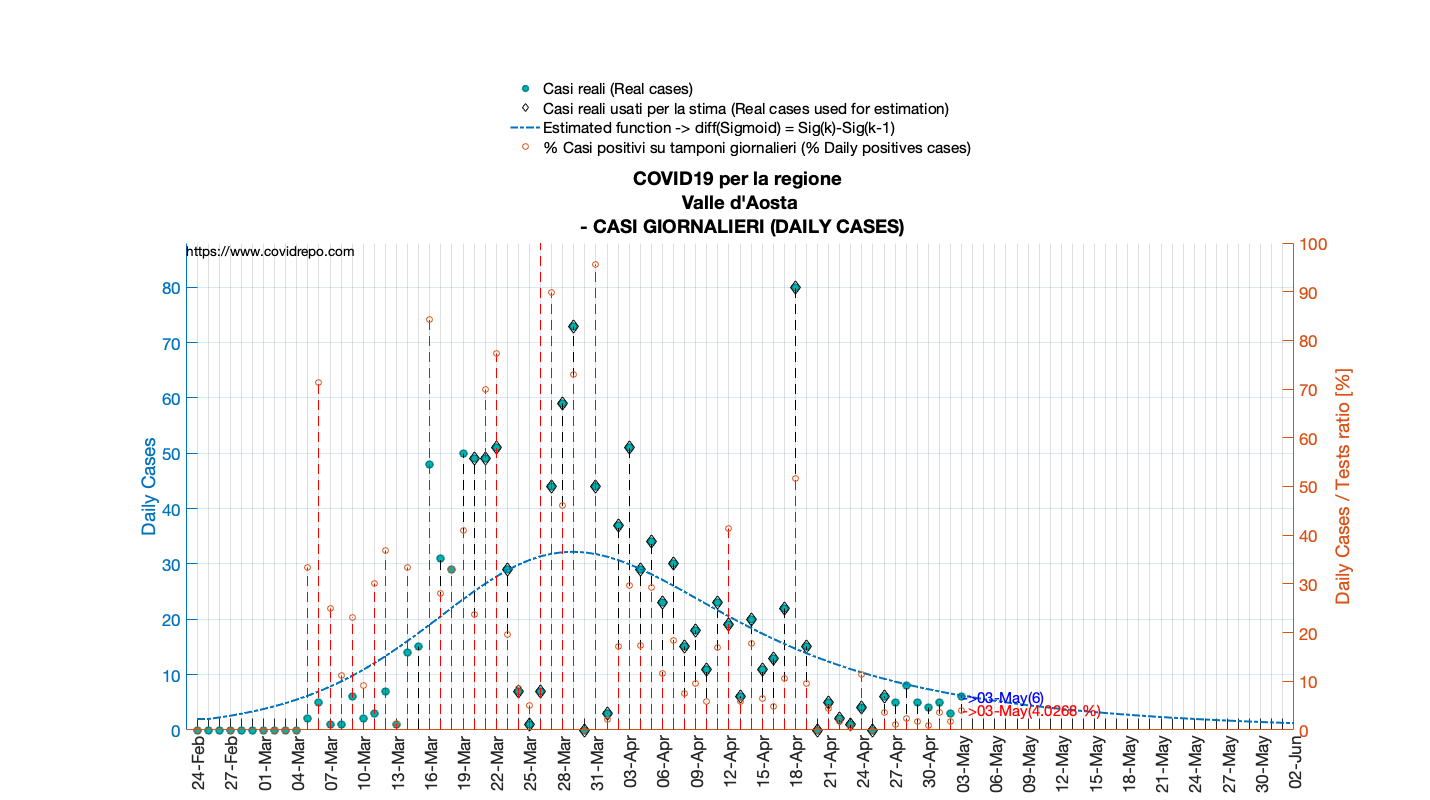 Casi reali (Real cases)
Casi reali usati per la stima (Real cases used for estimation)
Estimated function -> diff(Sigmoid) = Sig(k)-Sig(k-1)
% Casi positivi su tamponi giornalieri (% Daily positives cases)
COVID19 per la regione
Valle d'Aosta
- CASI GIORNALIERI (DAILY CASES)
https://www.covidrepo.com
Daily Cases
80
70
60
50
40
30
20
10
0
100
90
80
70
60
50
40
30
20
10
0
Daily Cases / Tests ratio [%]
->03-May(6)
->03-May(4.0268 %)
24-Feb
27-Feb
01-Mar
04-Mar
07-Mar
10-Mar
13-Mar
16-Mar
19-Mar
22-Mar
25-Mar
28-Mar
31-Mar
03-Apr
06-Apr
09-Apr
12-Apr
15-Apr
18-Apr
21-Apr
24-Apr
27-Apr
30-Apr
03-May
06-May
09-May
12-May
15-May
18-May
21-May
24-May
27-May
30-May
02-Jun